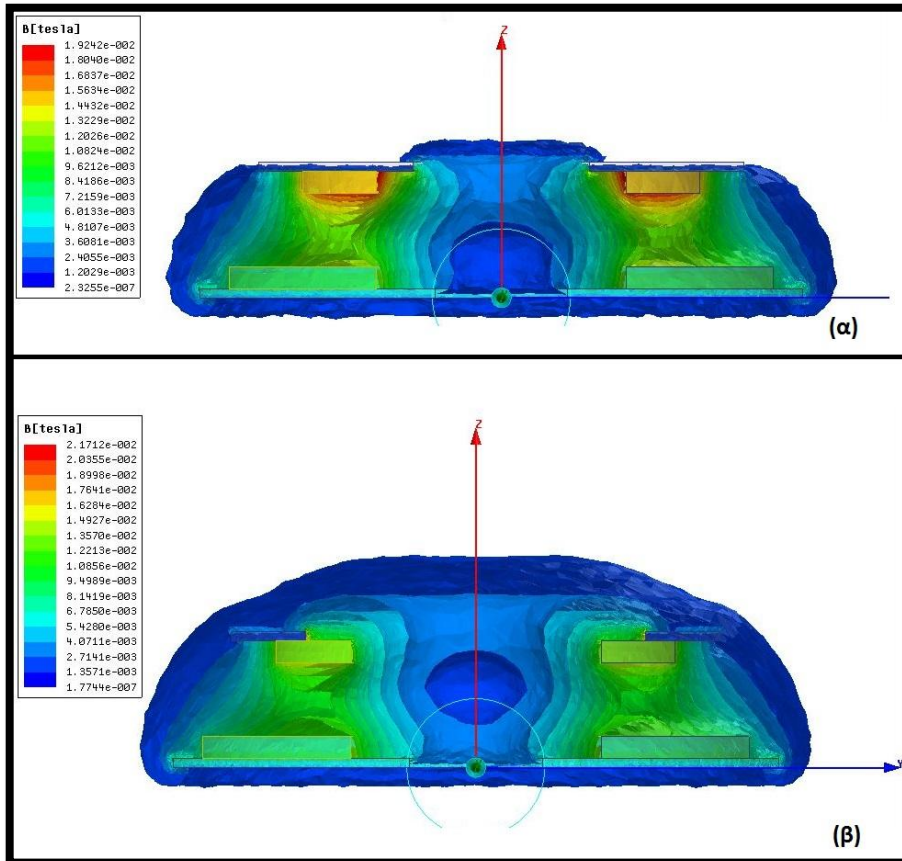 B[tesla]
1.9242e-002
1.8040e-002
1.6837e-002
1.5634e-002
1.4432e-002
1.3229e-002
1.2026e-002
1.0824e-002
9.6212e-003
8.4186e-003
7.2159e-003
6.0133e-003
4.8107e-003
3.6081e-003
2.4055e-003
1.2029e-003
2.3255e-007
Z
(α)
B[tesla]
2.1712e-002
2.0355e-002
1.8998e-002
1.7641e-002
1.6284e-002
1.4927e-002
1.3570e-002
1.2213e-002
1.0856e-002
9.4989e-003
8.1419e-003
6.7850e-003
5.4280e-003
4.0711e-003
2.7141e-003
1.3571e-003
1.7744e-007
Z
(β)